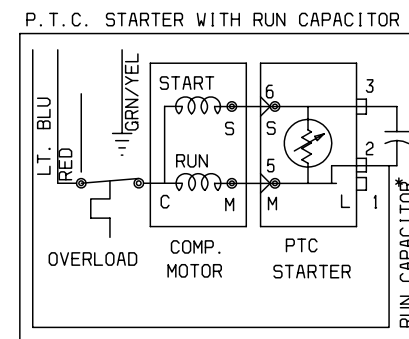 P.T.C. STARTER WITH RUN CAPACITOR
LT. BLU
RED
GRN/YEL
START
S
RUN
C
M
6
S
5
M
3
2
L
1
*
RUN CAPACITOR
OVERLOAD
COMP.
MOTOR
PTC
STARTER